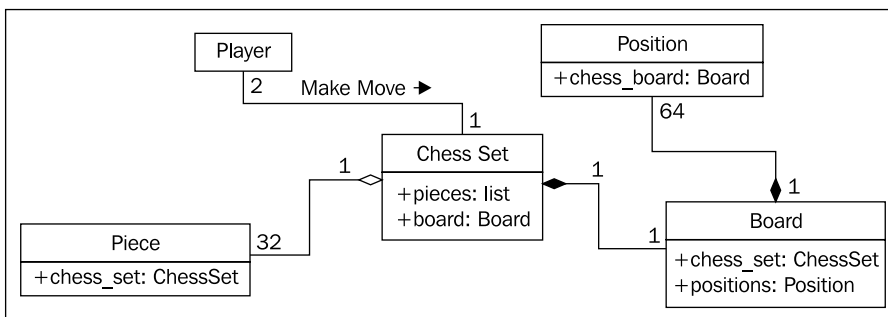 Player
2
Make Move
1
Position
+chess_board: Board
64
1
Chess Set
+pieces: list
+board: Board
1
1
Piece
+chess_set: ChessSet
32
1
Board
+chess_set: ChessSet
+positions: Position